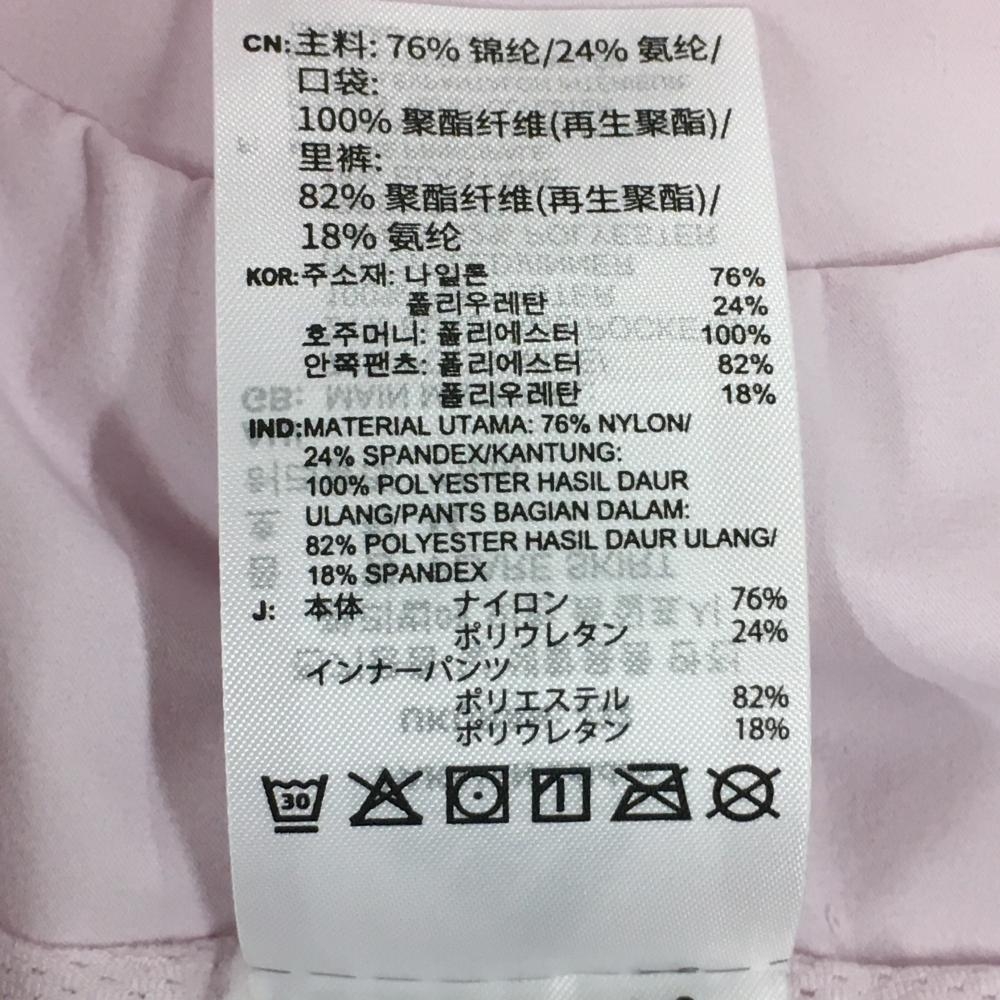 CN:主料: 76% 锦纶/24% 氨纶/
口袋:
100% 聚酯纤维(再生聚酯)/
里裤:
82% 聚酯纤维(再生聚酯)/
18% 氨纶
KOR:주소재: 나일론 76%
폴리우레탄 24%
호주머니: 폴리에스터 100%
안쪽팬츠: 폴리에스터 82%
폴리우레탄 18%
IND:MATERIAL UTAMA: 76% NYLON/
24% SPANDEX/KANTUNG:
100% POLYESTER HASIL DAUR
ULANG/PANTS BAGIAN DALAM:
82% POLYESTER HASIL DAUR ULANG/
18% SPANDEX
J: 本体 ナイロン 76%
ポリウレタン 24%
インナーパンツ
ポリエステル 82%
ポリウレタン 18%
30